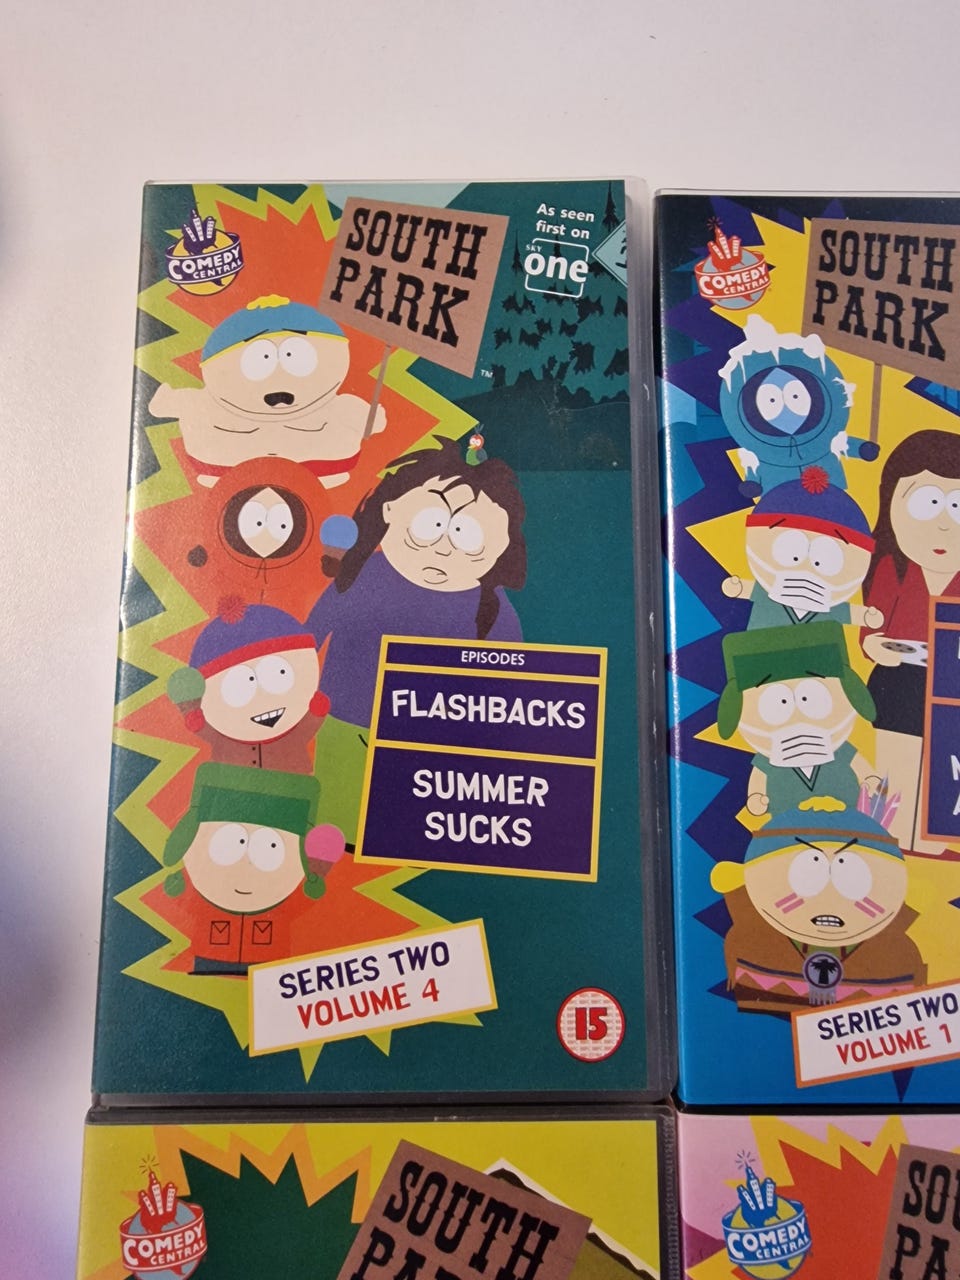 COMEDY
CENTRAL
SOUTH
PARK
TM
As seen
first on
SKY
one
EPISODES
FLASHBACKS
SUMMER
SUCKS
SERIES TWO
VOLUME 4
15
COMEDY
CENTRAL
SOUTH
PARK
SERIES TWO
VOLUME 1
COMEDY
CENTRAL
SOUTH
COMEDY
CENTRAL